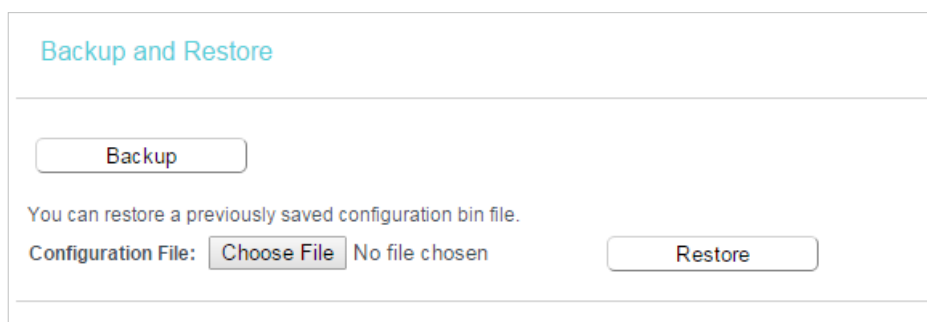 Backup and Restore
Backup
You can restore a previously saved configuration bin file.
Configuration File: Choose File No file chosen Restore